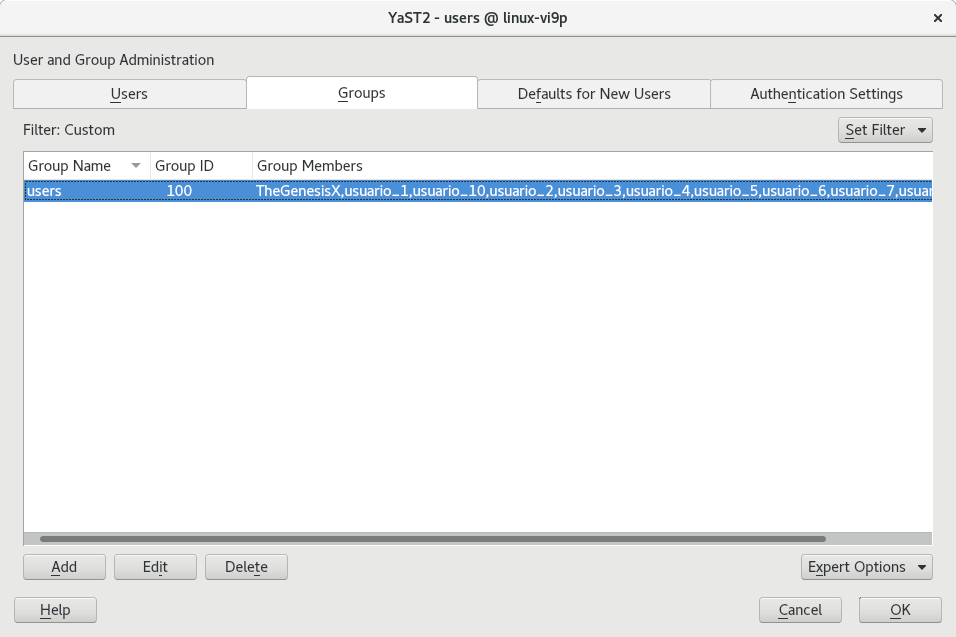 YaST2 - users @ linux-vi9p
User and Group Administration
Users Groups Defaults for New Users Authentication Settings
Filter: Custom Set Filter
Group Name Group ID Group Members
users 100 TheGenesisX,usuario_1,usuario_10,usuario_2,usuario_3,usuario_4,usuario_5,usuario_6,usuario_7,usuar
Add Edit Delete Expert Options
Help Cancel OK